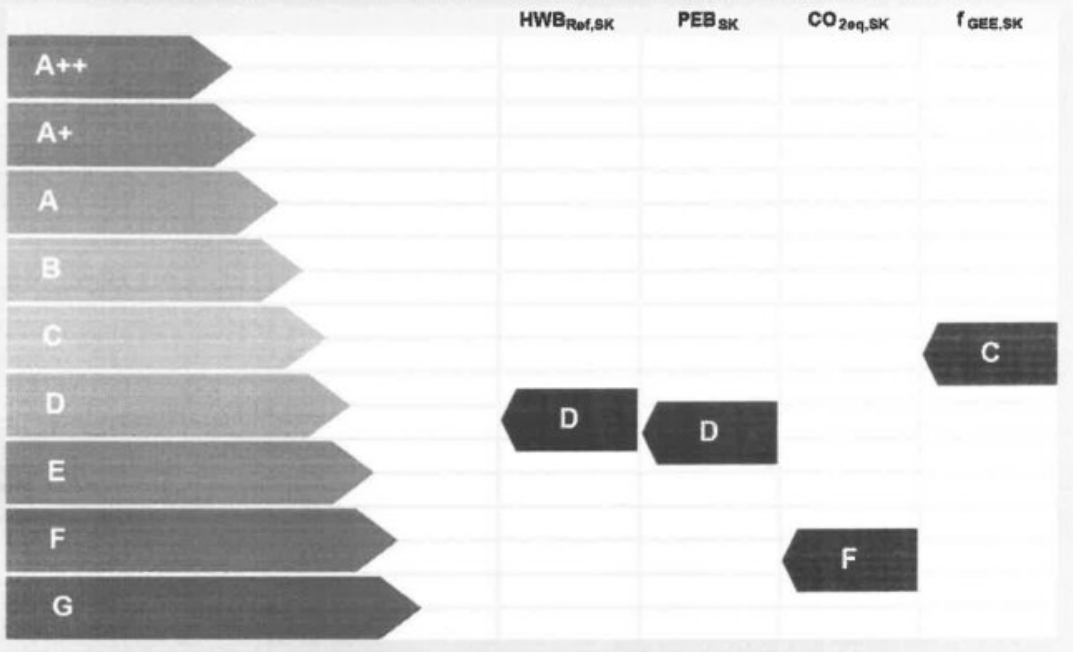 HWB Ref,SK PEB SK CO 2eq,SK f GEE,SK
A++
A+
A
B
C C
D D D
E
F F
G